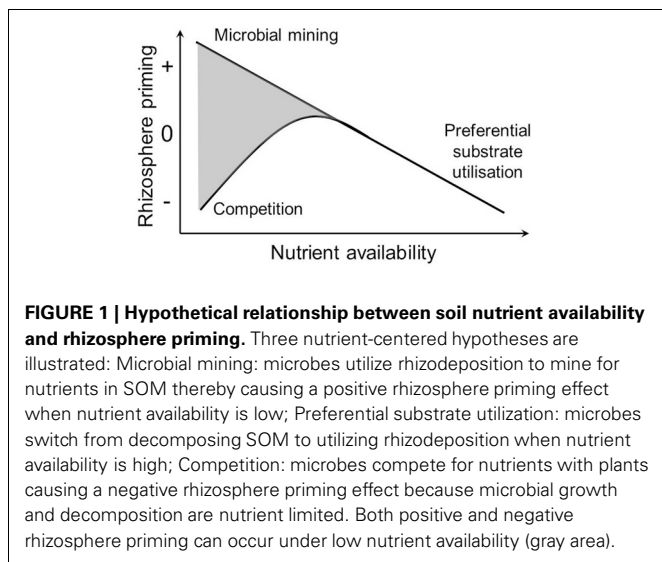 Microbial mining
Rhizosphere priming
+
0
-
Preferential
substrate
utilisation
Competition
Nutrient availability
FIGURE 1 | Hypothetical relationship between soil nutrient availability
and rhizosphere priming. Three nutrient-centered hypotheses are
illustrated: Microbial mining: microbes utilize rhizodeposition to mine for
nutrients in SOM thereby causing a positive rhizosphere priming effect
when nutrient availability is low; Preferential substrate utilization: microbes
switch from decomposing SOM to utilizing rhizodeposition when nutrient
availability is high; Competition: microbes compete for nutrients with plants
causing a negative rhizosphere priming effect because microbial growth
and decomposition are nutrient limited. Both positive and negative
rhizosphere priming can occur under low nutrient availability (gray area).